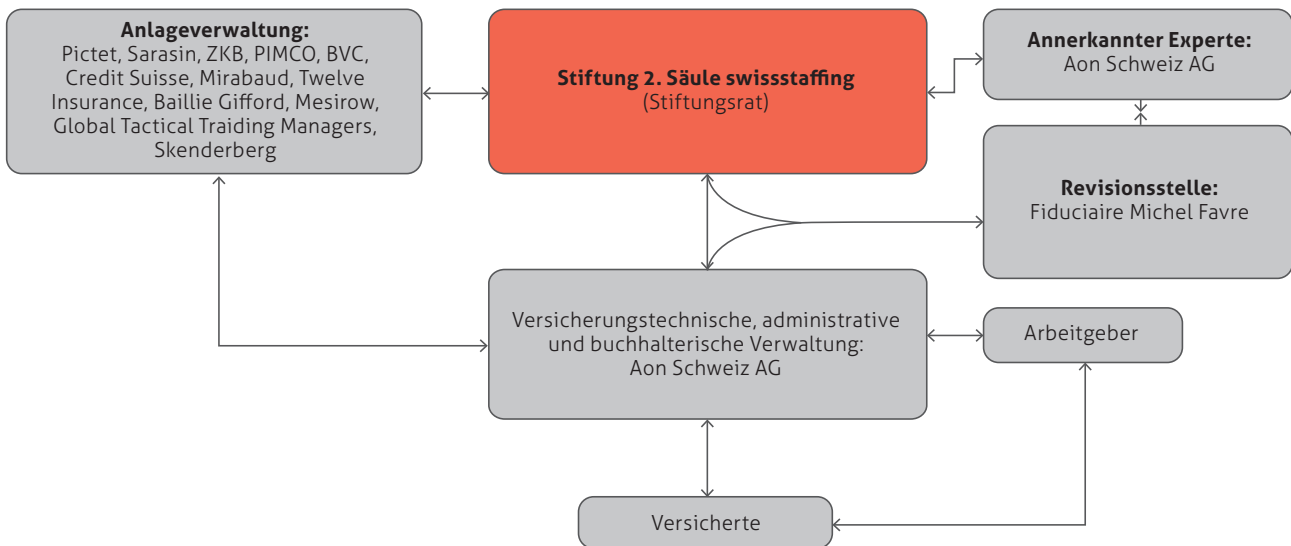 Anlageverwaltung:
Pictet, Sarasin, ZKB, PIMCO, BVC,
Credit Suisse, Mirabaud, Twelve
Insurance, Baillie Gifford, Mesirow,
Global Tactical Traiding Managers,
Skenderberg
Stiftung 2. Säule swissstaffing
(Stiftungsrat)
Annerkannter Experte:
Aon Schweiz AG
Revisionsstelle:
Fiduciaire Michel Favre
Versicherungstechnische, administrative
und buchhalterische Verwaltung:
Aon Schweiz AG
Arbeitgeber
Versicherte